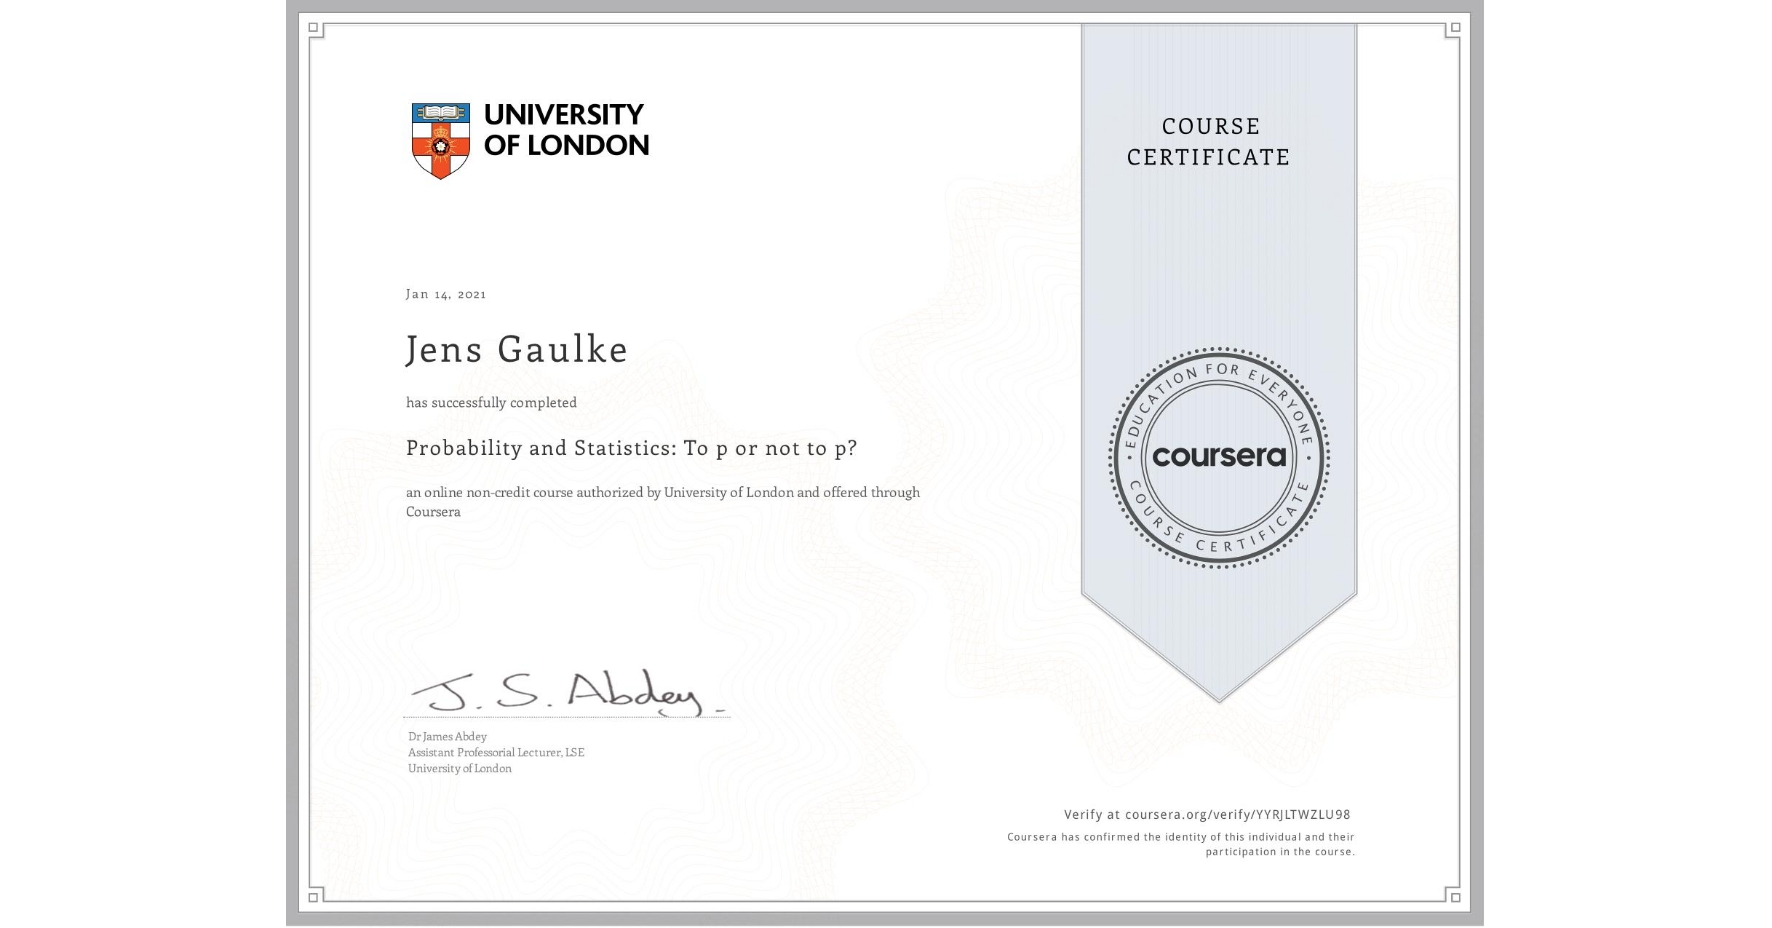 UNIVERSITY
OF LONDON
COURSE
CERTIFICATE
Jan 14, 2021
Jens Gaulke
has successfully completed
Probability and Statistics: To p or not to p?
an online non-credit course authorized by University of London and offered through
Coursera
EDUCATION FOR EVERYONE
coursera
COURSE CERTIFICATE
J. S. Abdey
Dr James Abdey
Assistant Professorial Lecturer, LSE
University of London
Verify at coursera.org/verify/YYRJLTWZLU98
Coursera has confirmed the identity of this individual and their
participation in the course.